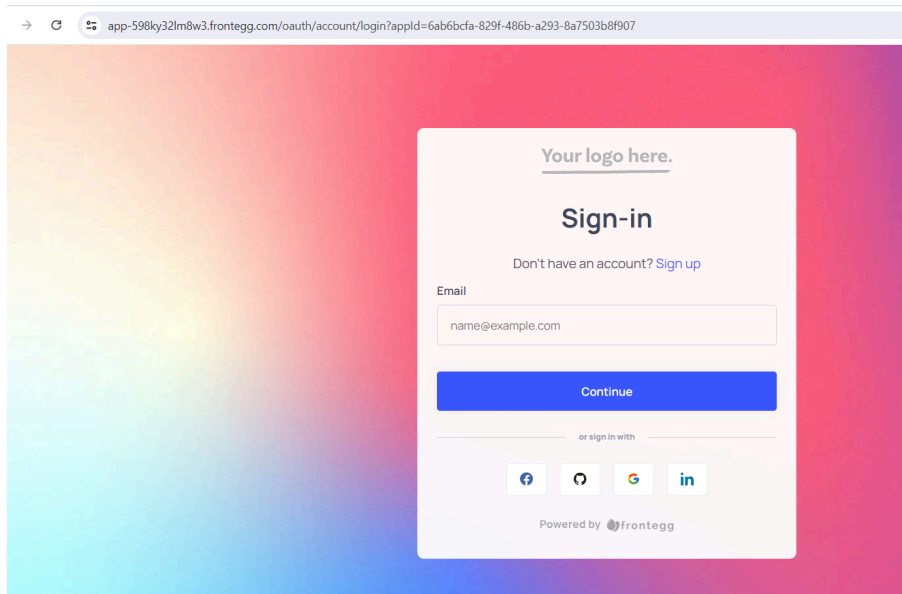 app-598ky32lm8w3.frontegg.com/oauth/account/login?appId=6ab6bcfa-829f-486b-a293-8a7503b8f907
Your logo here.
Sign-in
Don't have an account? Sign up
Email
name@example.com
Continue
or sign in with
in
Powered by frontegg